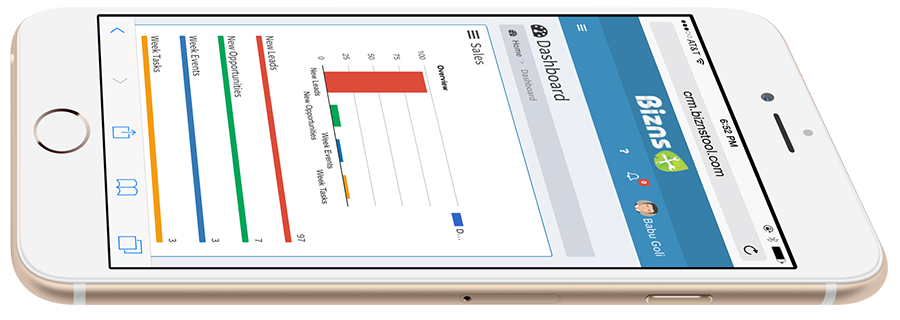 AT&T
6:52 PM
crm.biznstool.com
Bizns
?
0
Babu Goli
Dashboard
Home > Dashboard
Sales
Overview
D...
100
75
50
25
0
New Leads
New Opportunities
Week Events
Week Tasks
New Leads 97
New Opportunities 7
Week Events 3
Week Tasks 3